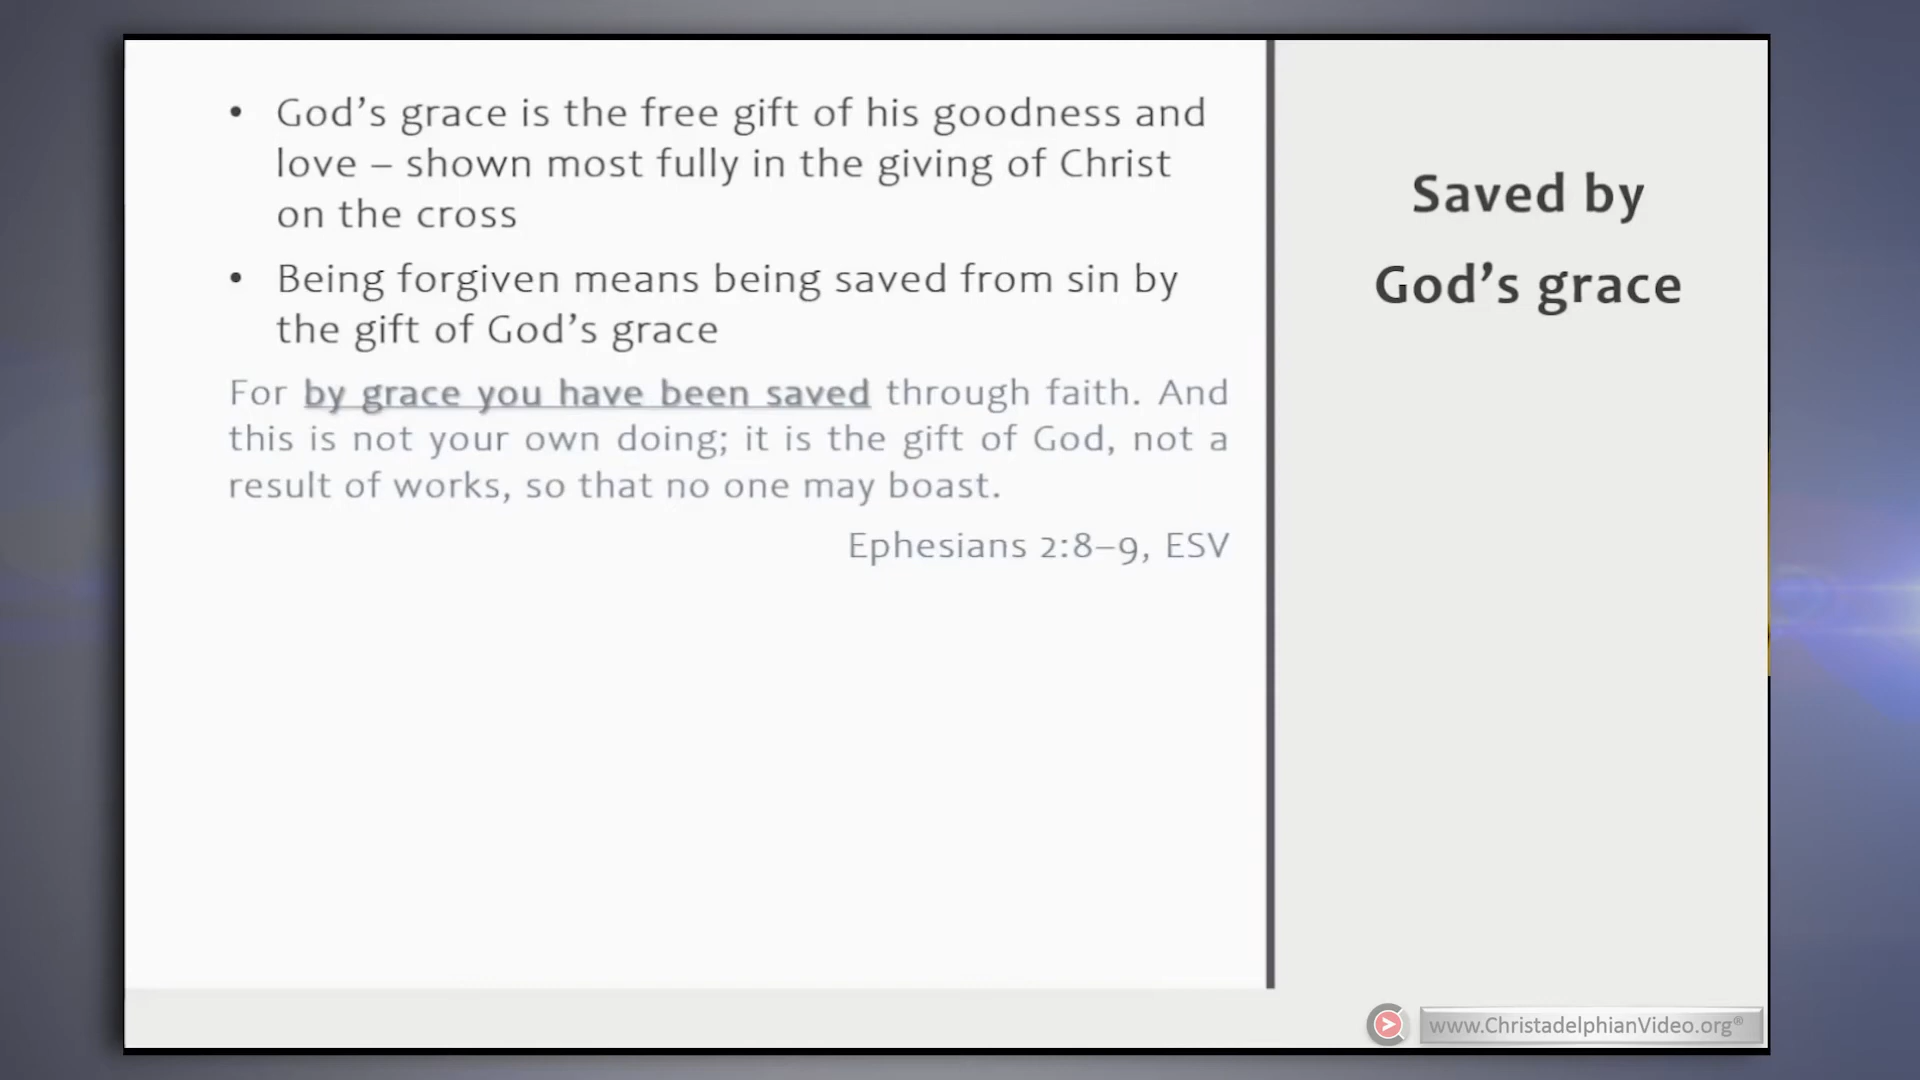 • God’s grace is the free gift of his goodness and
love – shown most fully in the giving of Christ
on the cross
• Being forgiven means being saved from sin by
the gift of God’s grace
For by grace you have been saved through faith. And
this is not your own doing; it is the gift of God, not a
result of works, so that no one may boast.
Ephesians 2:8–9, ESV
Saved by
God’s grace
www.ChristadelphianVideo.org®